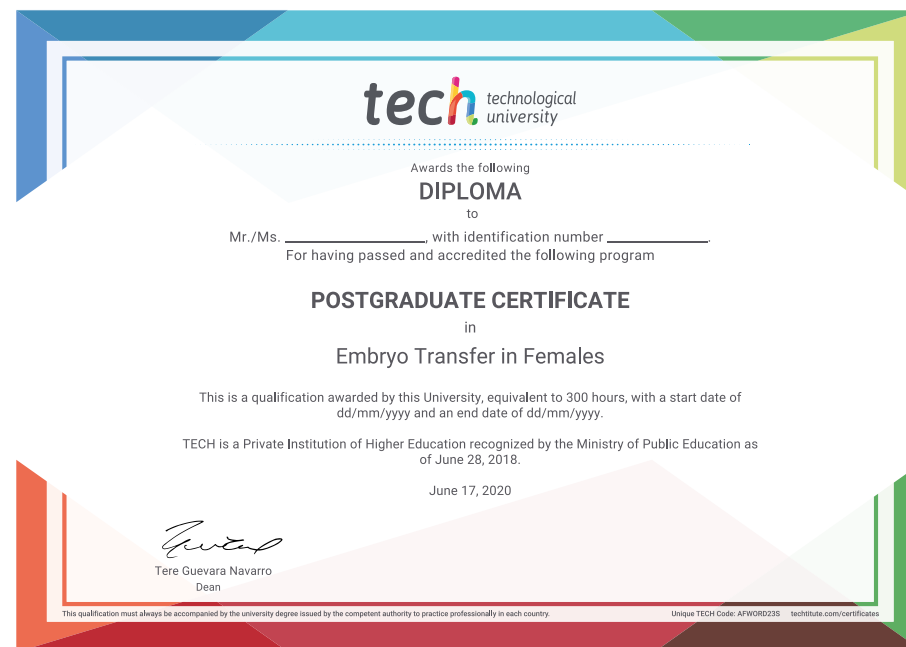 tech technological
university
Awards the following
DIPLOMA
to
Mr./Ms. ____________________, with identification number ______________.
For having passed and accredited the following program
POSTGRADUATE CERTIFICATE
in
Embryo Transfer in Females
This is a qualification awarded by this University, equivalent to 300 hours, with a start date of
dd/mm/yyyy and an end date of dd/mm/yyyy.
TECH is a Private Institution of Higher Education recognized by the Ministry of Public Education as
of June 28, 2018.
June 17, 2020
Tere Guevara Navarro
Dean
This qualification must always be accompanied by the university degree issued by the competent authority to practice professionally in each country. Unique TECH Code: AFWORD23S techtitute.com/certificates